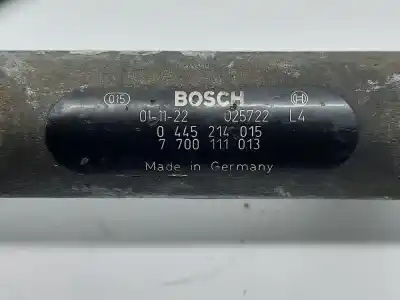 015 BOSCH
01-11-22 025722 L4
0 445 214 015
7 700 111 013
Made in Germany